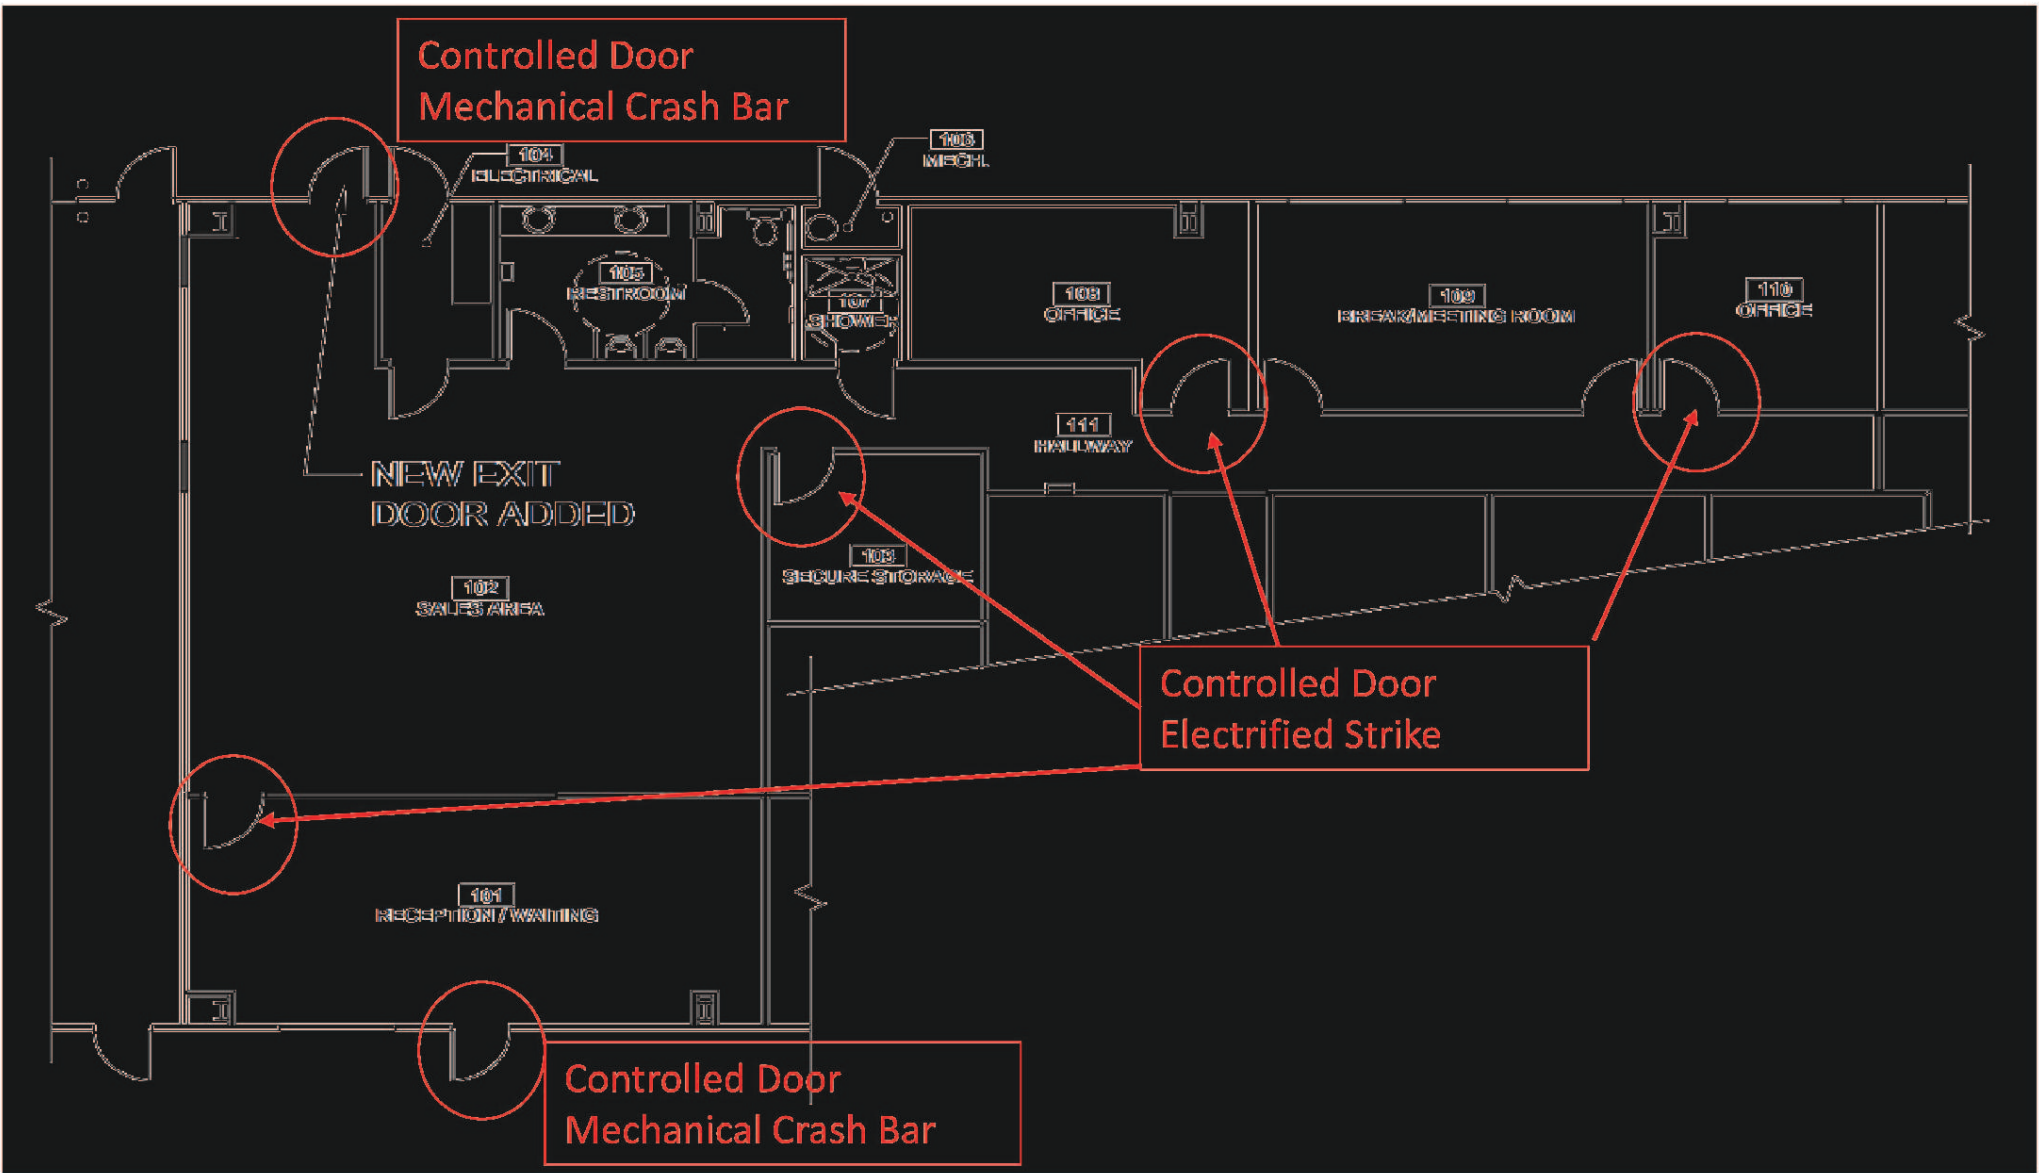 Controlled Door
Mechanical Crash Bar
104
ELECTRICAL
106
MECH.
105
RESTROOM
107
SHOWER
108
OFFICE
109
BREAK/MEETING ROOM
110
OFFICE
111
HALLWAY
NEW EXIT
DOOR ADDED
103
SECURE STORAGE
102
SALES AREA
Controlled Door
Electrified Strike
101
RECEPTION / WAITING
Controlled Door
Mechanical Crash Bar